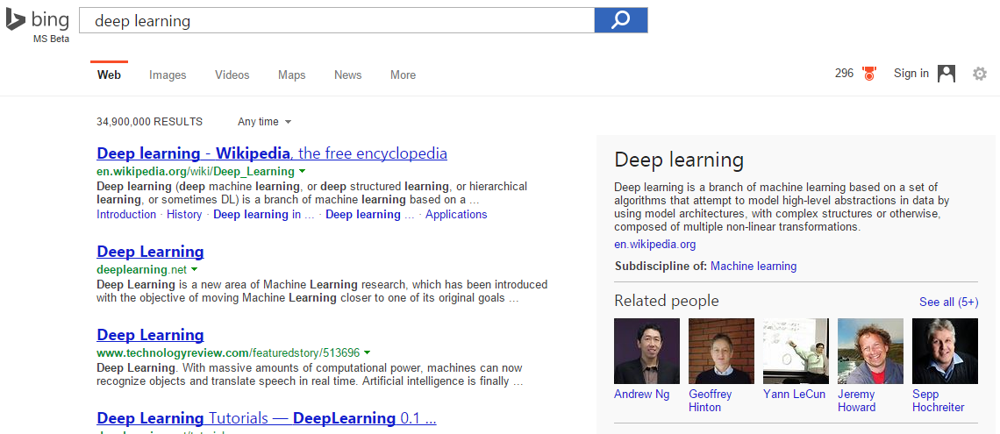 bing
MS Beta
deep learning
Web Images Videos Maps News More
296 Sign in
34,900,000 RESULTS Any time
Deep learning - Wikipedia, the free encyclopedia
en.wikipedia.org/wiki/Deep_Learning
Deep learning (deep machine learning, or deep structured learning, or hierarchical
learning, or sometimes DL) is a branch of machine learning based on a ...
Introduction · History · Deep learning in ... · Deep learning ... · Applications
Deep Learning
deeplearning.net
Deep Learning is a new area of Machine Learning research, which has been introduced
with the objective of moving Machine Learning closer to one of its original goals ...
Deep Learning
www.technologyreview.com/featuredstory/513696
Deep Learning. With massive amounts of computational power, machines can now
recognize objects and translate speech in real time. Artificial intelligence is finally ...
Deep Learning Tutorials — DeepLearning 0.1 ...
Deep learning
Deep learning is a branch of machine learning based on a set of
algorithms that attempt to model high-level abstractions in data by
using model architectures, with complex structures or otherwise,
composed of multiple non-linear transformations.
en.wikipedia.org
Subdiscipline of: Machine learning
Related people See all (5+)
Andrew Ng
Geoffrey
Hinton
Yann LeCun
Jeremy
Howard
Sepp
Hochreiter